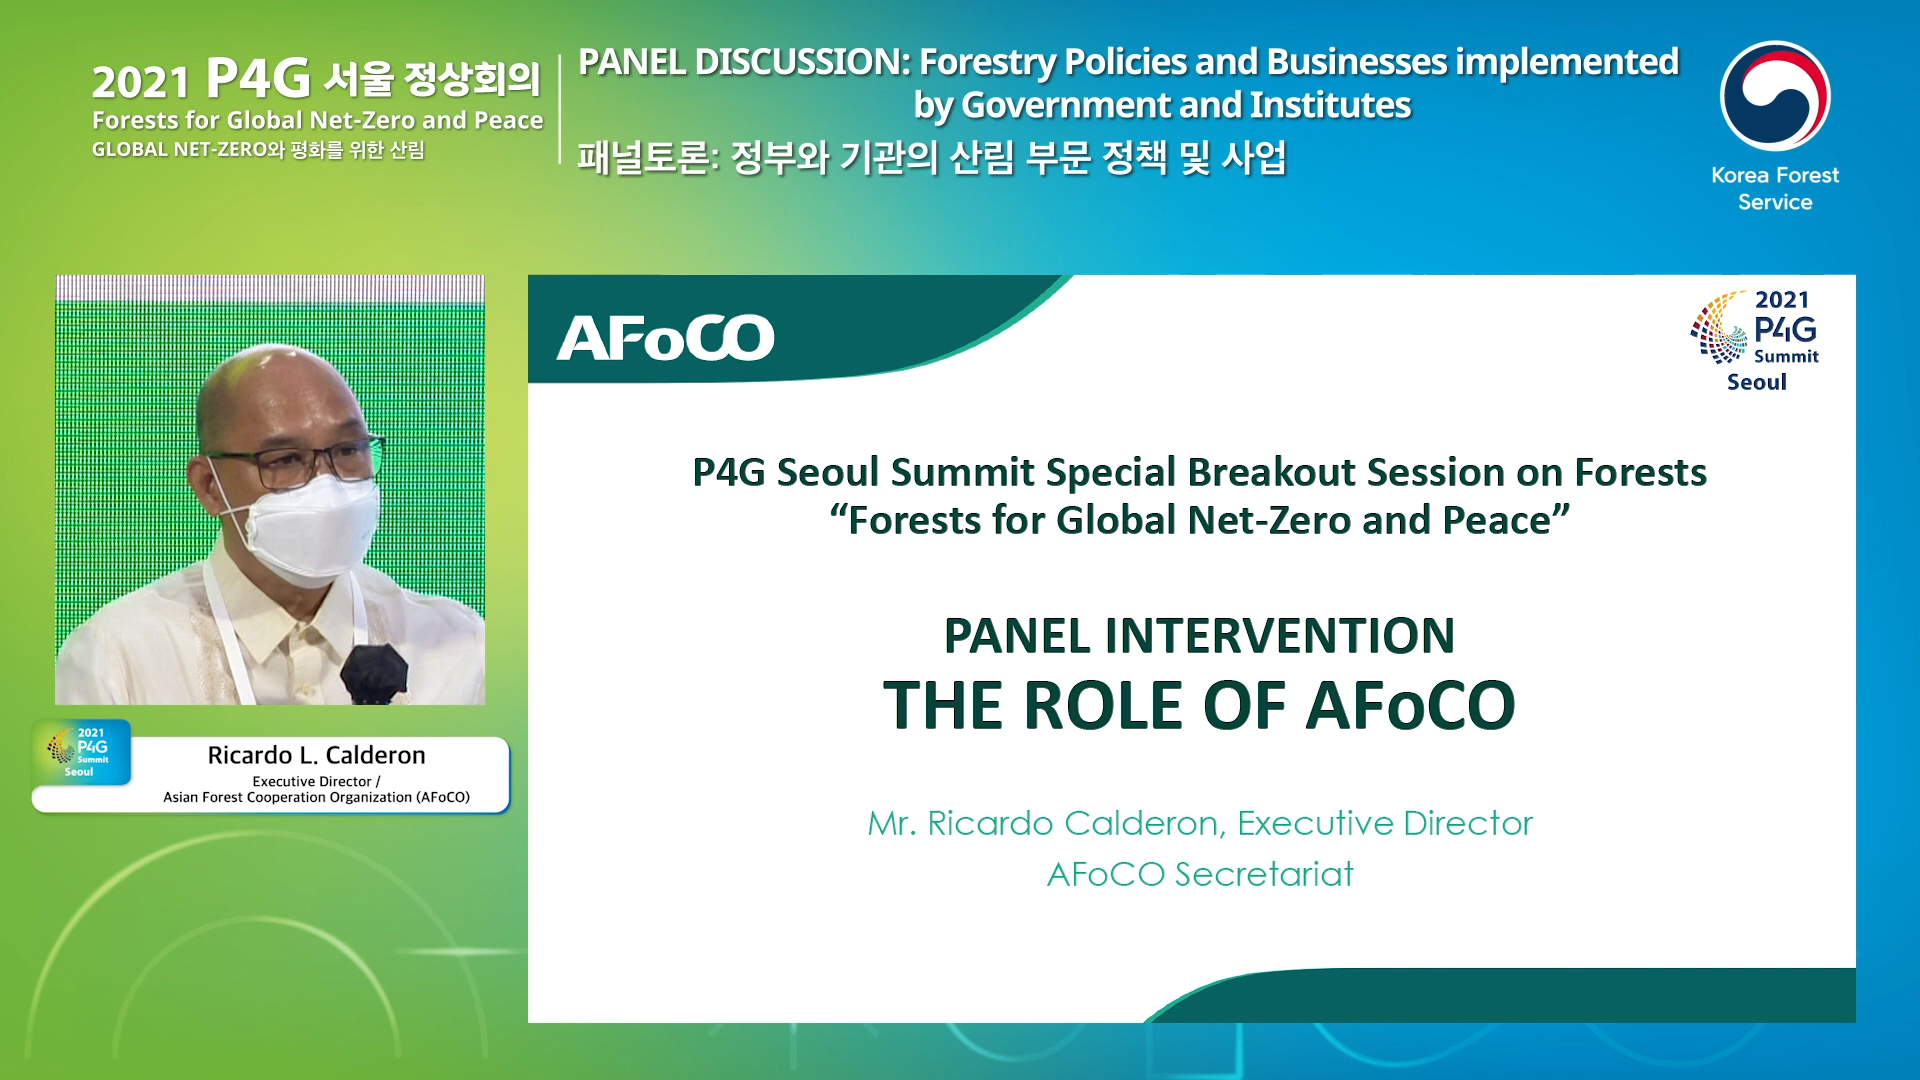 2021 P4G 서울 정상회의
Forests for Global Net-Zero and Peace
GLOBAL NET-ZERO와 평화를 위한 산림
PANEL DISCUSSION: Forestry Policies and Businesses implemented
by Government and Institutes
패널토론: 정부와 기관의 산림 부문 정책 및 사업
Korea Forest
Service
AFoCO
2021
P4G
Summit
Seoul
P4G Seoul Summit Special Breakout Session on Forests
“Forests for Global Net-Zero and Peace”
PANEL INTERVENTION
THE ROLE OF AFoCO
Mr. Ricardo Calderon, Executive Director
AFoCO Secretariat
2021
P4G
Summit
Seoul
Ricardo L. Calderon
Executive Director /
Asian Forest Cooperation Organization (AFoCO)